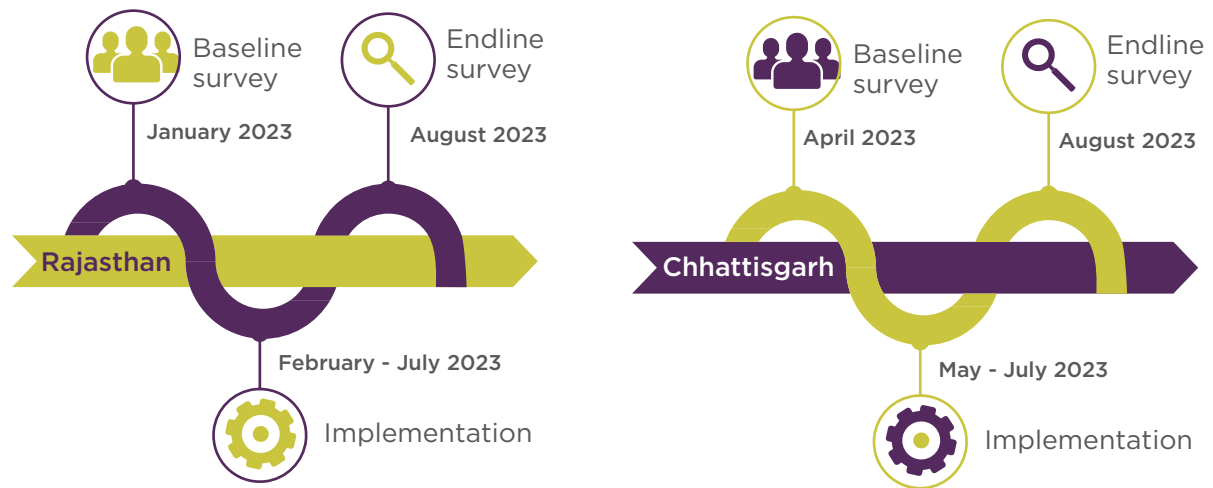 Baseline
survey
January 2023
Endline
survey
August 2023
Rajasthan
February - July 2023
Implementation
Baseline
survey
April 2023
Endline
survey
August 2023
Chhattisgarh
May - July 2023
Implementation